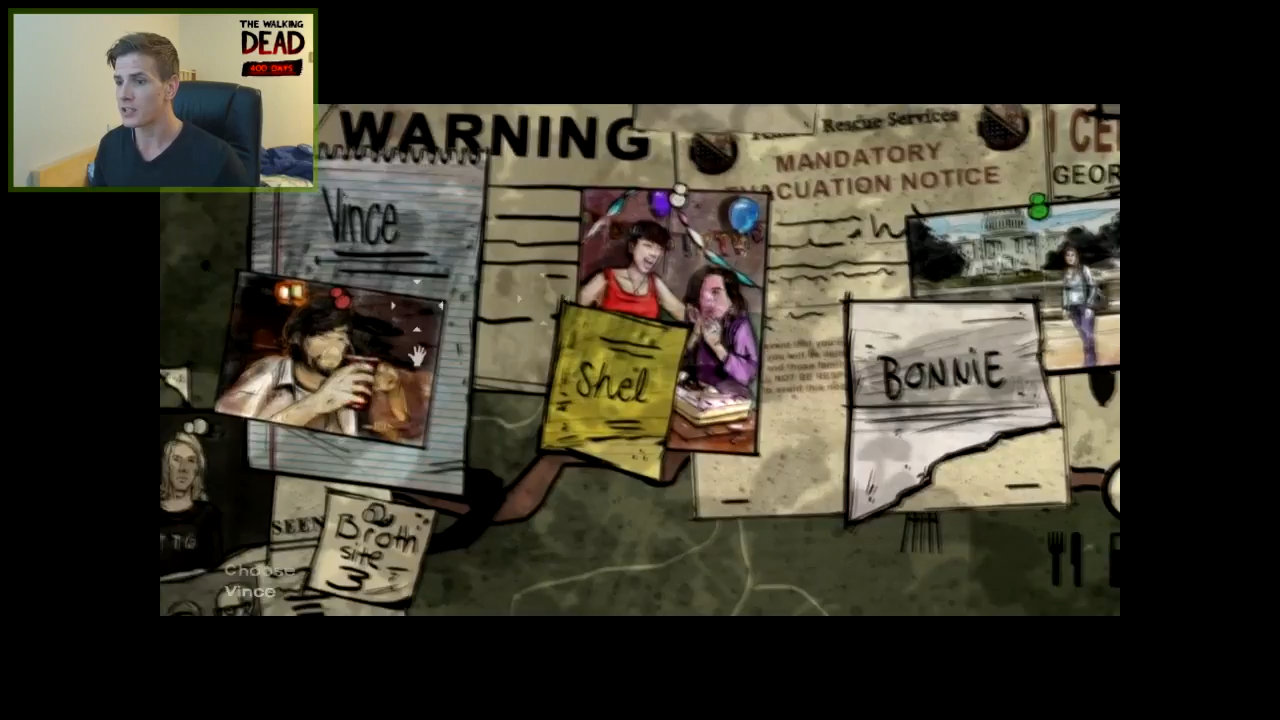 THE WALKING
DEAD
400 DAYS
WARNING
Rescue Services
MANDATORY
EVACUATION NOTICE
GEOR
Vince
Shel
BONNIE
SEEN
Broth
site
W
Choose
Vince